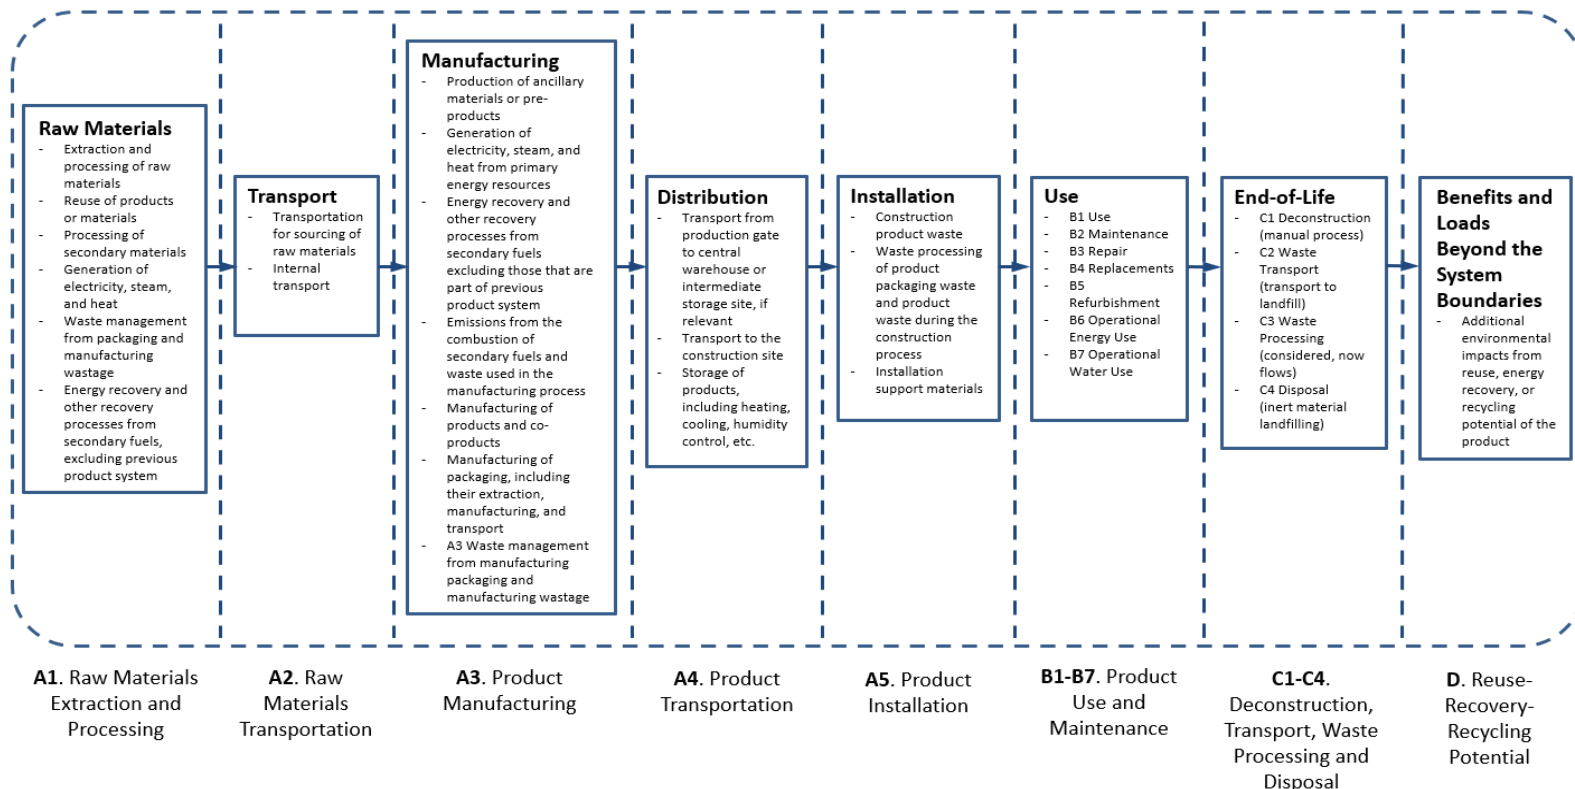 Raw Materials
- Extraction and
processing of raw
materials
- Reuse of products
or materials
- Processing of
secondary materials
- Generation of
electricity, steam,
and heat
- Waste management
from packaging and
manufacturing
wastage
- Energy recovery and
other recovery
processes from
secondary fuels,
excluding previous
product system
Transport
- Transportation
for sourcing of
raw materials
- Internal
transport
Manufacturing
- Production of ancillary
materials or pre-
products
- Generation of
electricity, steam, and
heat from primary
energy resources
- Energy recovery and
other recovery
processes from
secondary fuels
excluding those that are
part of previous
product system
- Emissions from the
combustion of
secondary fuels and
waste used in the
manufacturing process
- Manufacturing of
products and co-
products
- Manufacturing of
packaging, including
their extraction,
manufacturing, and
transport
- A3 Waste management
from manufacturing
packaging and
manufacturing wastage
Distribution
- Transport from
production gate
to central
warehouse or
intermediate
storage site, if
relevant
- Transport to the
construction site
- Storage of
products,
including heating,
cooling, humidity
control, etc.
Installation
- Construction
product waste
- Waste processing
of product
packaging waste
and product
waste during the
construction
process
- Installation
support materials
Use
- B1 Use
- B2 Maintenance
- B3 Repair
- B4 Replacements
- B5
Refurbishment
- B6 Operational
Energy Use
- B7 Operational
Water Use
End-of-Life
- C1 Deconstruction
(manual process)
- C2 Waste
Transport
(transport to
landfill)
- C3 Waste
Processing
(considered, now
flows)
- C4 Disposal
(inert material
landfilling)
Benefits and
Loads
Beyond the
System
Boundaries
- Additional
environmental
impacts from
reuse, energy
recovery, or
recycling
potential of the
product
A1. Raw Materials
Extraction and
Processing
A2. Raw
Materials
Transportation
A3. Product
Manufacturing
A4. Product
Transportation
A5. Product
Installation
B1-B7. Product
Use and
Maintenance
C1-C4.
Deconstruction,
Transport, Waste
Processing and
Disposal
D. Reuse-
Recovery-
Recycling
Potential